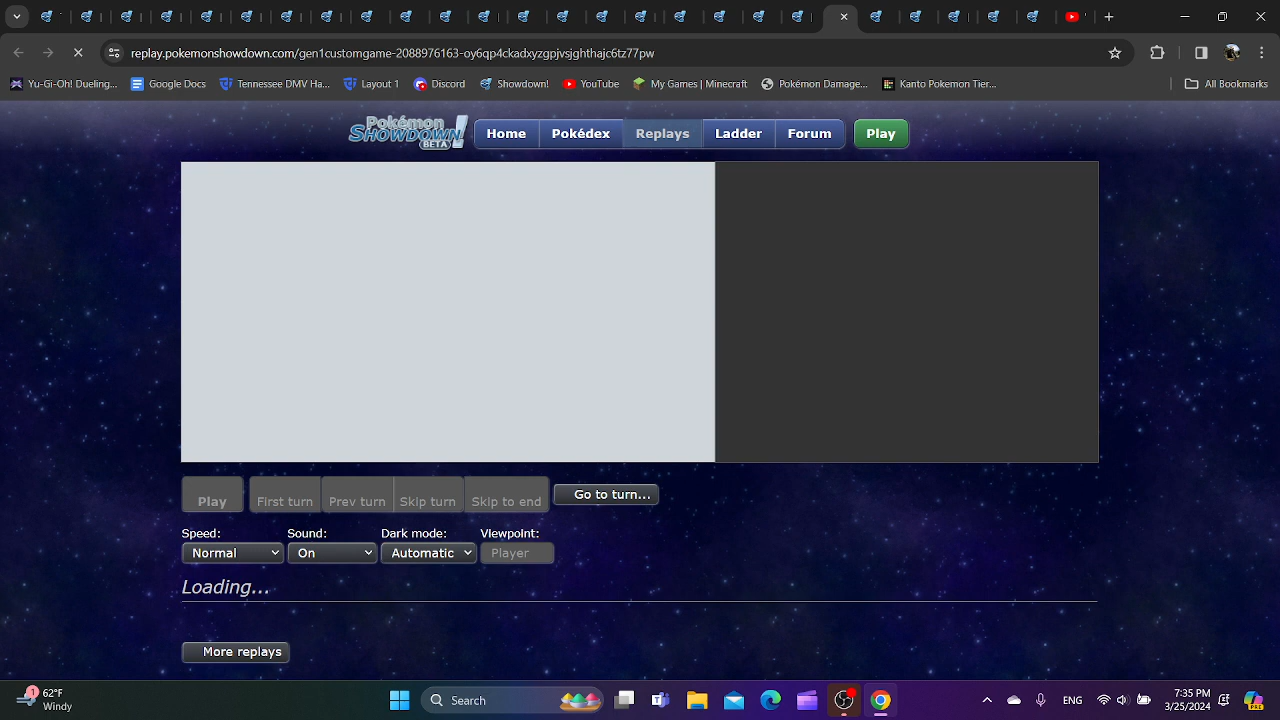 replay.pokemonshowdown.com/gen1customgame-2088976163-oy6qp4ckadxyzgpjvsjghthajc6tz77pw
Yu-Gi-Oh! Dueling...
Google Docs
Tennessee DMV Ha...
Layout 1
Discord
Showdown!
YouTube
My Games | Minecraft
Pokémon Damage...
Kanto Pokemon Tie...
All Bookmarks
Pokémon
SHOWDOWN!
BETA
Home
Pokédex
Replays
Ladder
Forum
Play
Play
First turn
Prev turn
Skip turn
Skip to end
Go to turn...
Speed:
Sound:
Dark mode:
Viewpoint:
Normal
On
Automatic
Player
Loading...
More replays
1
62°F
Windy
Search
ENG
7:35 PM
3/25/2024
PRE